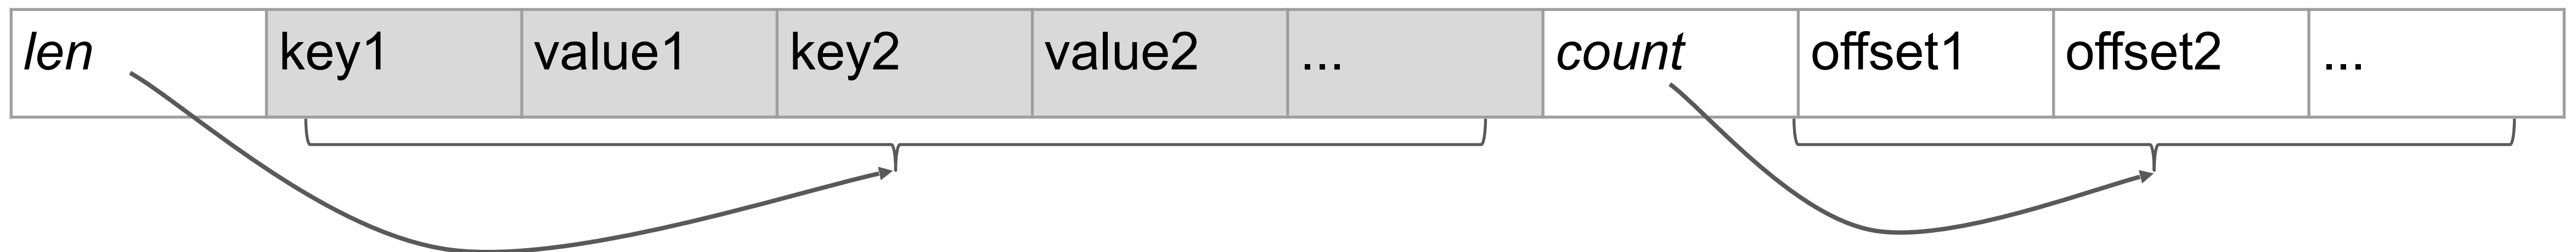 len key1 value1 key2 value2 ... count offset1 offset2 ...